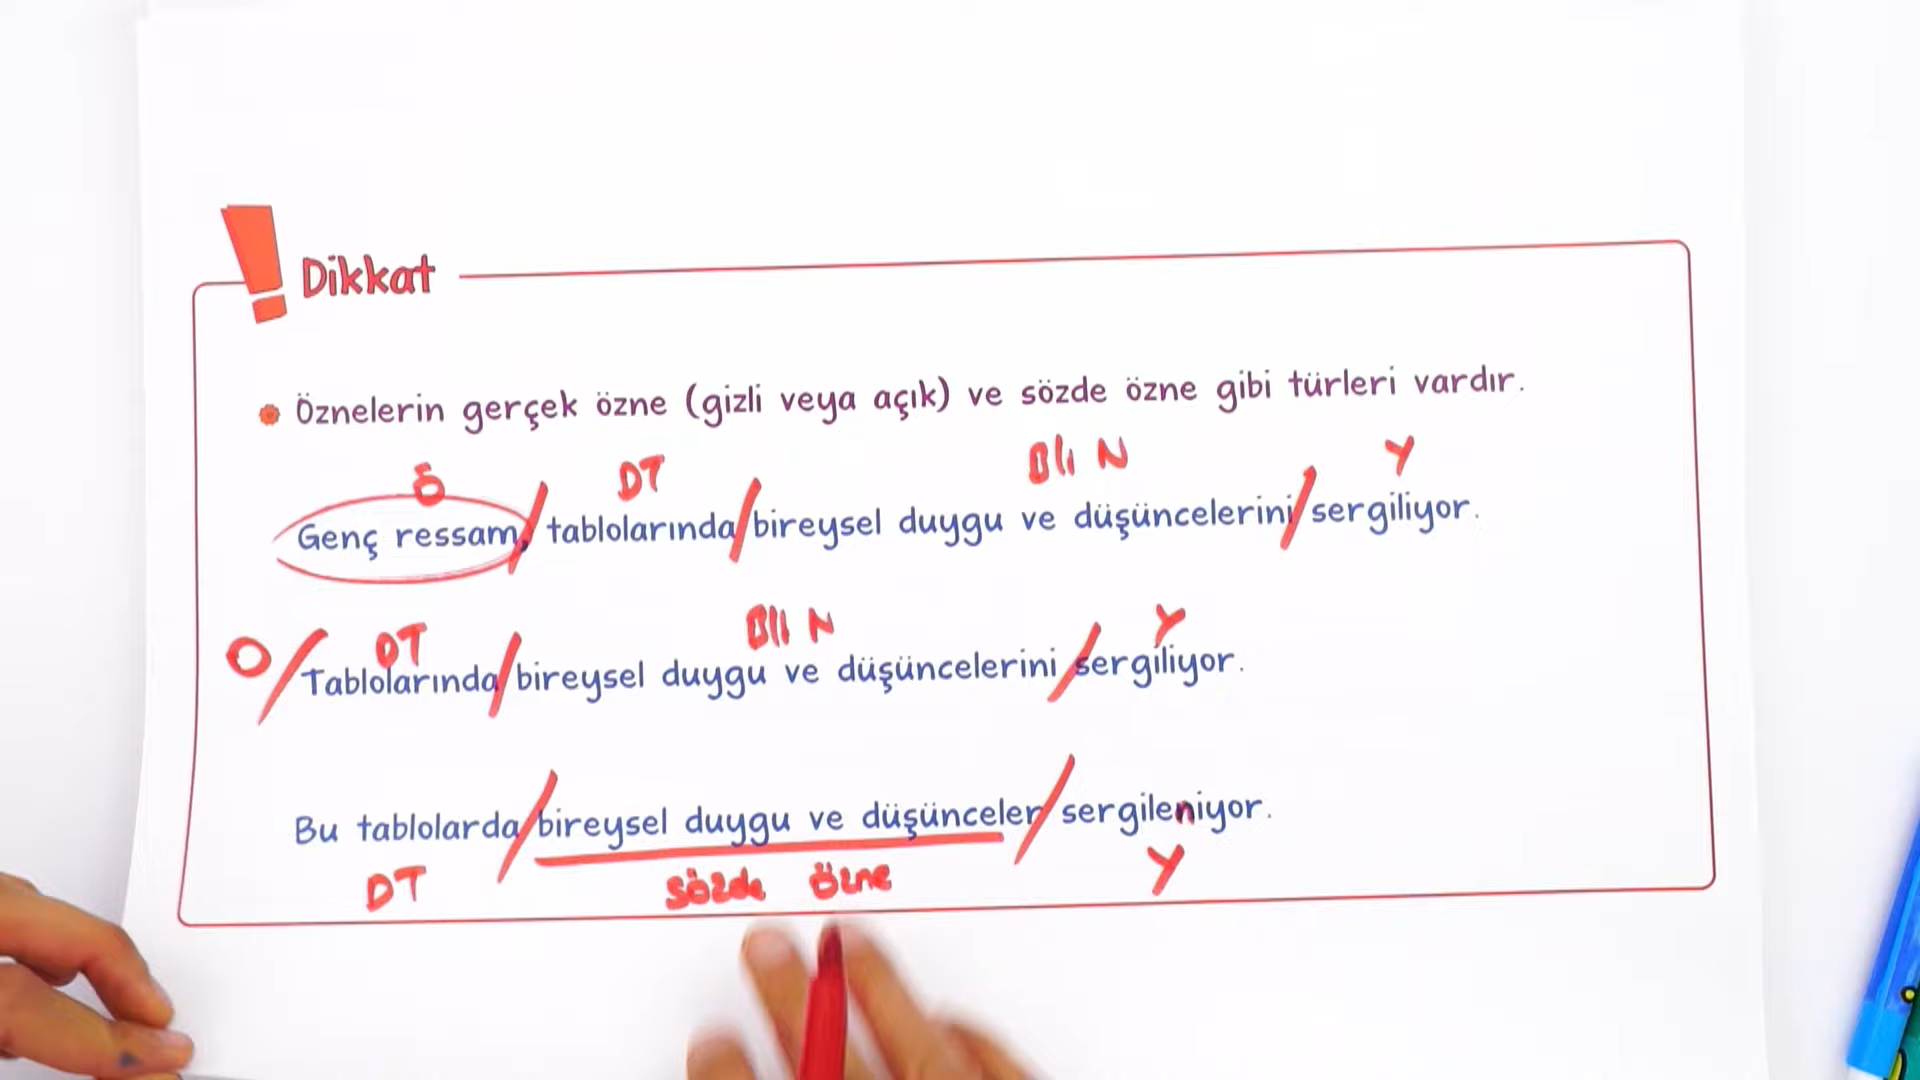 Dikkat
Öznelerin gerçek özne (gizli veya açık) ve sözde özne gibi türleri vardır.
Ö DT Blı N Y
Genç ressam, tablolarında bireysel duygu ve düşüncelerini sergiliyor.
O DT Blı N Y
Tablolarında bireysel duygu ve düşüncelerini sergiliyor.
Bu tablolarda bireysel duygu ve düşünceler sergileniyor.
DT sözde özne Y